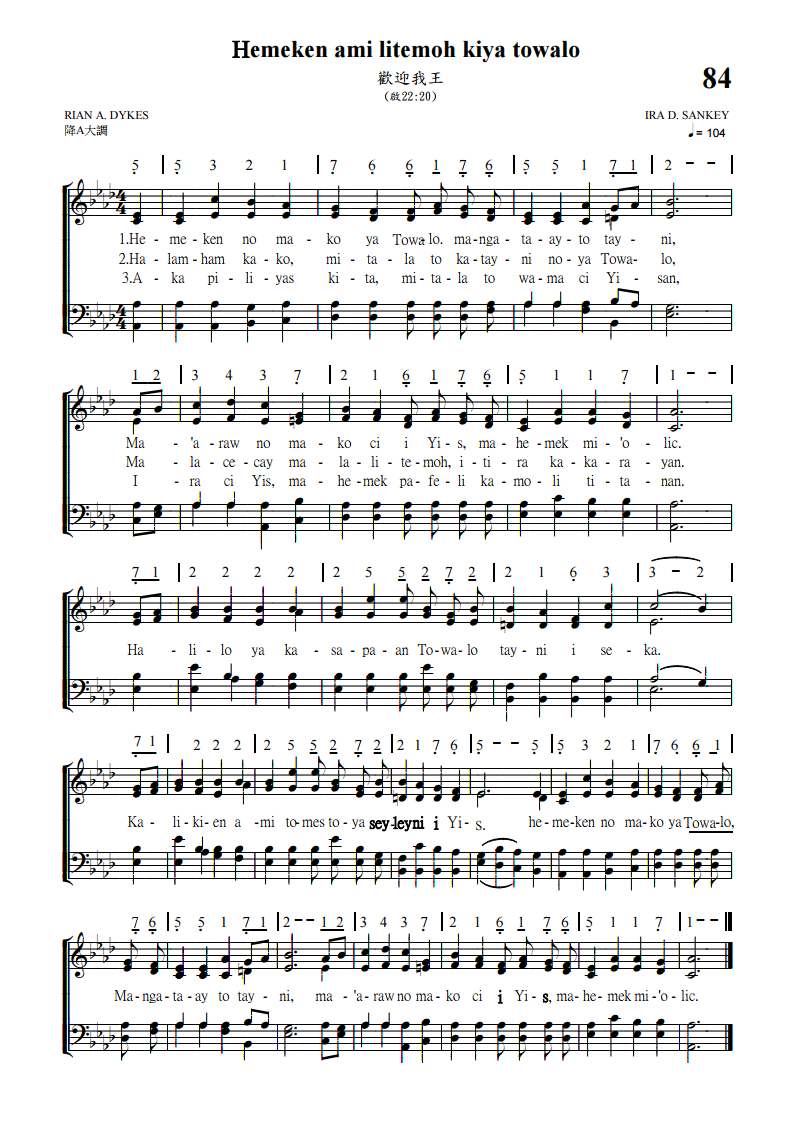 Hemeken ami litemoh kiya towalo
歡迎我王
(啟22:20)
84
RIAN A. DYKES
IRA D. SANKEY
降A大調
♩= 104
5 | 5 3 2 1 | 7 6 6 1 7 6 | 5 5 1 7 1 | 2 - - |
1.He - me - ken no ma - ko ya Towa - lo. ma - nga - ta - ay - to tay - ni,
2.Ha - lam - ham ka - ko, mi - ta - la to ka - tay - ni no - ya Towa - lo,
3.A - ka pi - li - yas ki - ta, mi - ta - la to wa - ma ci Yi - san,
1 2 | 3 4 3 7 | 2 1 6 1 7 6 | 5 1 1 7 | 1 - - |
Ma - 'a - raw no ma - ko ci i Yis, ma - he - mek mi - 'o - lic.
Ma - la - ce - cay ma - la - li - te - moh, i - ti - ra ka - ka - ra - yan.
I - ra ci Yis, ma - he - mek pa - fe - li ka - mo - li ti - ta - nan.
7 1 | 2 2 2 2 | 2 5 5 2 7 | 2 1 6 3 | 3 - 2 |
Ha - li - lo ya ka - sa - pa - an To - wa - lo tay - ni i se - ka.
7 1 | 2 2 2 2 | 2 5 5 2 7 2 | 2 1 7 6 | 5 - - 5 | 5 3 2 1 | 7 6 6 1 |
Ka - li - ki - en a - mi to mes to - ya sey - leyni i Yi - s. he - me - ken no ma - ko ya Towa - lo,
7 6 | 5 5 1 7 1 | 2 - - 1 2 | 3 4 3 7 | 2 1 6 1 7 6 | 5 1 1 7 | 1 - - ‖
Ma - nga - ta - ay to tay - ni, ma - 'a - raw no ma - ko ci i Yi - s, ma - he - mek mi - 'o - lic.